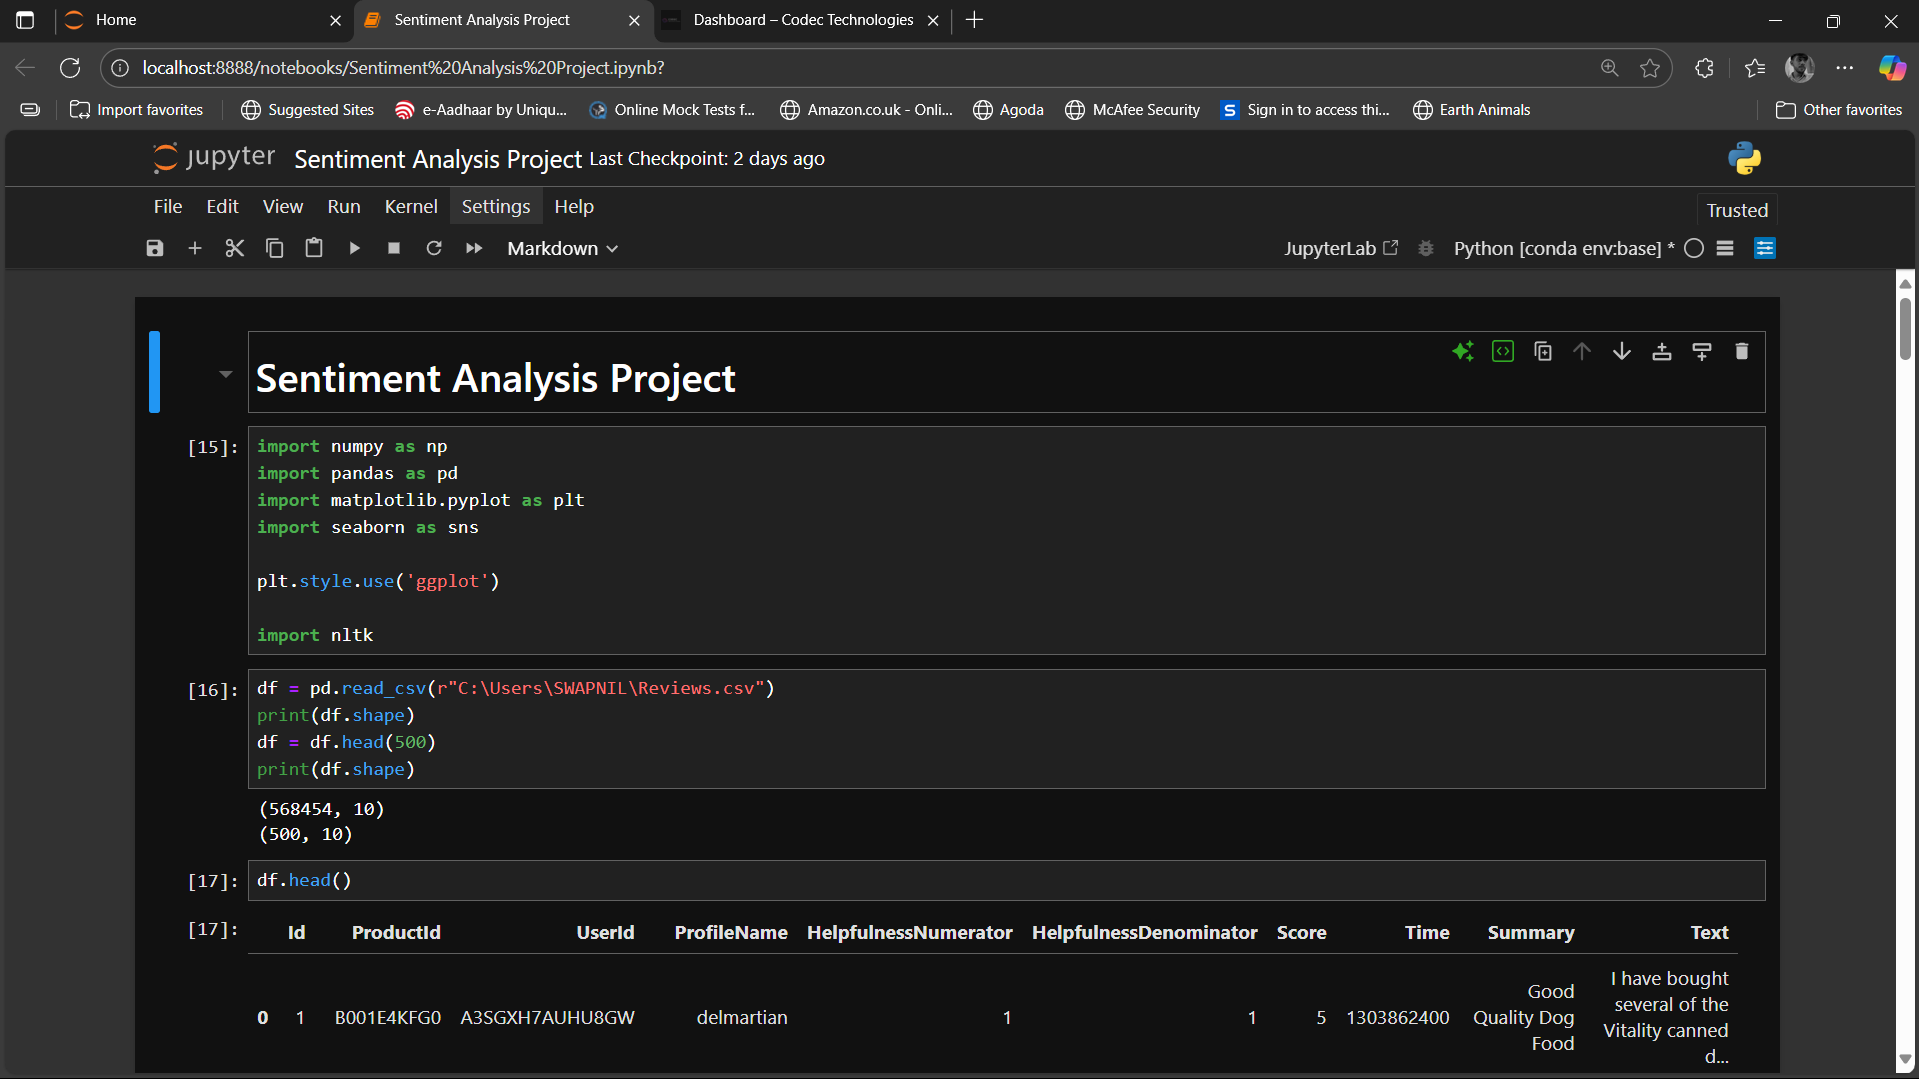 Home
Sentiment Analysis Project
Dashboard – Codec Technologies
localhost:8888/notebooks/Sentiment%20Analysis%20Project.ipynb?
Import favorites
Suggested Sites
e-Aadhaar by Uniqu...
Online Mock Tests f...
Amazon.co.uk - Onli...
Agoda
McAfee Security
Sign in to access thi...
Earth Animals
Other favorites
jupyter Sentiment Analysis Project Last Checkpoint: 2 days ago
File Edit View Run Kernel Settings Help
Trusted
Markdown
JupyterLab
Python [conda env:base] *
Sentiment Analysis Project
[15]:
import numpy as np
import pandas as pd
import matplotlib.pyplot as plt
import seaborn as sns
plt.style.use('ggplot')
import nltk
[16]:
df = pd.read_csv(r"C:\Users\SWAPNIL\Reviews.csv")
print(df.shape)
df = df.head(500)
print(df.shape)
(568454, 10)
(500, 10)
[17]:
df.head()
[17]:
Id ProductId UserId ProfileName HelpfulnessNumerator HelpfulnessDenominator Score Time Summary Text
0 1 B001E4KFG0 A3SGXH7AUHU8GW delmartian 1 1 5 1303862400
Good
Quality Dog
Food
I have bought
several of the
Vitality canned
d...